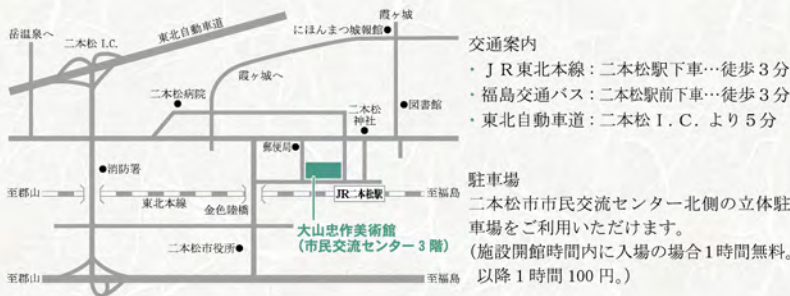 霞ヶ城
岳温泉へ
二本松 I.C.
東北自動車道
にほんまつ城報館
霞ヶ城へ
二本松病院
二本松
神社
図書館
郵便局
消防署
至郡山
東北本線
金色陸橋
JR二本松駅
至福島
大山忠作美術館
（市民交流センター 3 階）
二本松市役所
至郡山
至福島
交通案内
・ＪＲ東北本線：二本松駅下車…徒歩３分
・福島交通バス：二本松駅前下車…徒歩３分
・東北自動車道：二本松Ｉ.Ｃ. より５分
駐車場
二本松市市民交流センター北側の立体駐
車場をご利用いただけます。
(施設開館時間内に入場の場合１時間無料。
以降１時間 100 円。)